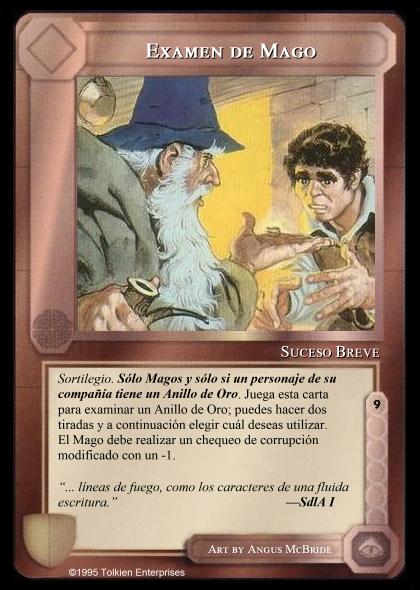 Examen de Mago
Suceso Breve
Sortilegio. Sólo Magos y sólo si un personaje de su
compañía tiene un Anillo de Oro. Juega esta carta
para examinar un Anillo de Oro; puedes hacer dos
tiradas y a continuación elegir cuál deseas utilizar.
El Mago debe realizar un chequeo de corrupción
modificado con un -1.
9
“... líneas de fuego, como los caracteres de una fluida
escritura.” —SdlA I
Art by Angus McBride
©1995 Tolkien Enterprises